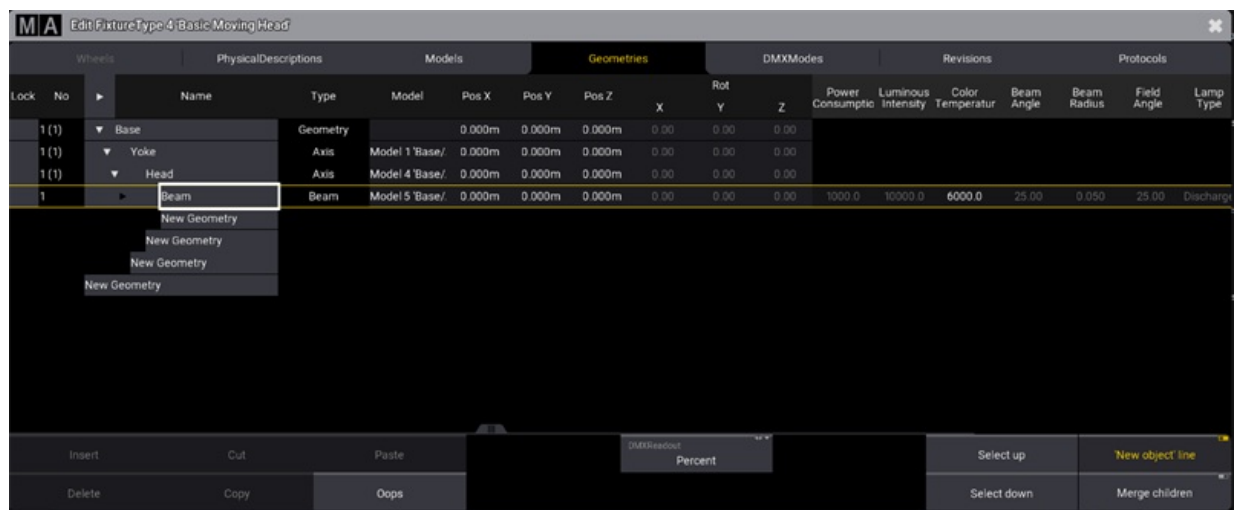 MA Edit FixtureType 4 'Basic Moving Head'
Wheels PhysicalDescriptions Models Geometries DMXModes Revisions Protocols
Lock No Name Type Model Pos X Pos Y Pos Z Rot X Y Z Power Consumptio Luminous Intensity Color Temperatur Beam Angle Beam Radius Field Angle Lamp Type
1 (1) Base Geometry 0.000m 0.000m 0.000m 0.00 0.00 0.00
1 (1) Yoke Axis Model 1 'Base/. 0.000m 0.000m 0.000m 0.00 0.00 0.00
1 (1) Head Axis Model 4 'Base/. 0.000m 0.000m 0.000m 0.00 0.00 0.00
1 Beam Beam Model 5 'Base/. 0.000m 0.000m 0.000m 0.00 0.00 0.00 1000.0 10000.0 6000.0 25.00 0.050 25.00 Discharge
New Geometry
New Geometry
New Geometry
New Geometry
Insert Cut Paste DMXReadout Percent Select up 'New object' line
Delete Copy Oops Select down Merge children